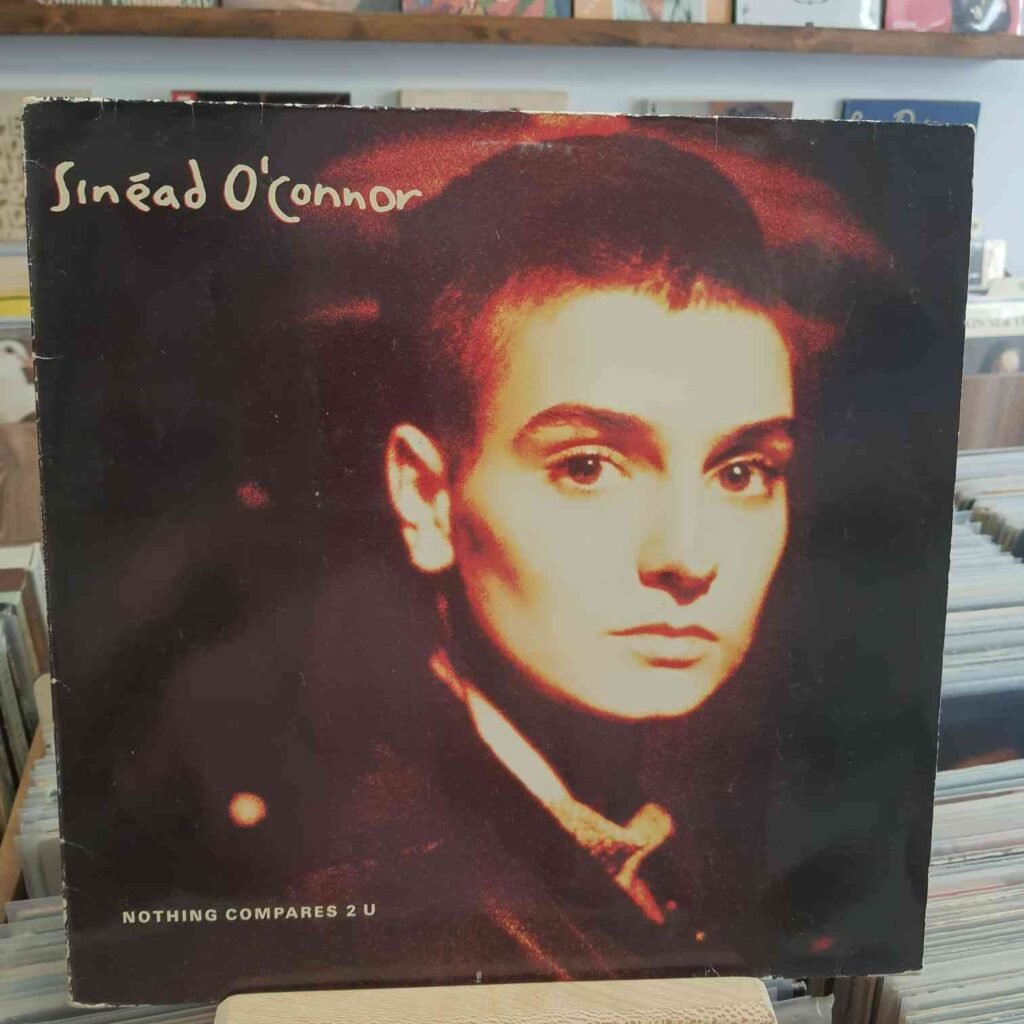 Sinéad O'Connor
NOTHING COMPARES 2 U